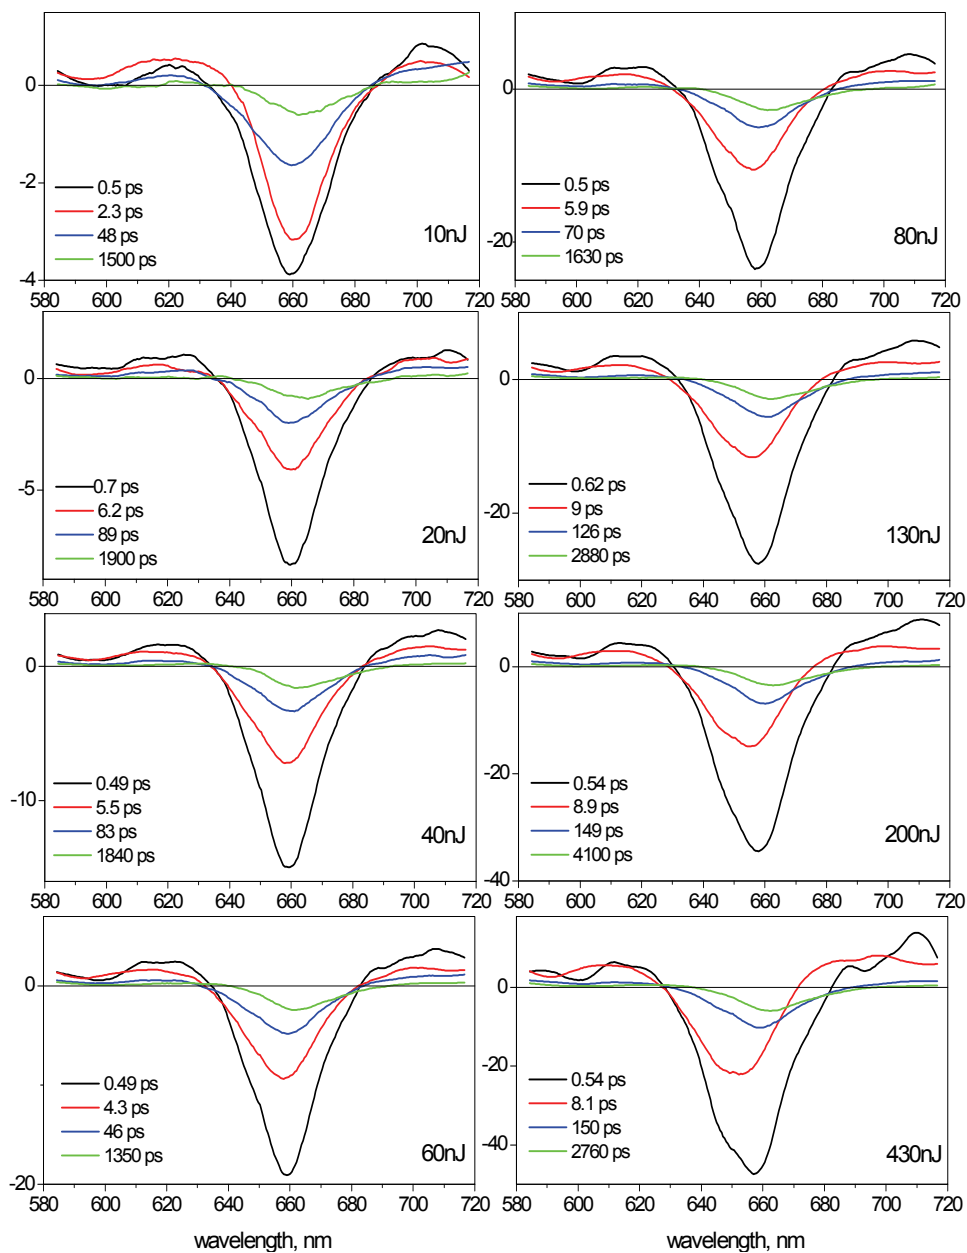 0
-2
-4
0.5 ps
2.3 ps
48 ps
1500 ps
10nJ
580 600 620 640 660 680 700 720
0
-20
0.5 ps
5.9 ps
70 ps
1630 ps
80nJ
580 600 620 640 660 680 700 720
0
-5
0.7 ps
6.2 ps
89 ps
1900 ps
20nJ
580 600 620 640 660 680 700 720
0
-20
0.62 ps
9 ps
126 ps
2880 ps
130nJ
580 600 620 640 660 680 700 720
0
-10
0.49 ps
5.5 ps
83 ps
1840 ps
40nJ
580 600 620 640 660 680 700 720
20
0
-20
-40
0.54 ps
8.9 ps
149 ps
4100 ps
200nJ
580 600 620 640 660 680 700 720
0
-20
0.49 ps
4.3 ps
46 ps
1350 ps
60nJ
580 600 620 640 660 680 700 720
wavelength, nm
0
-20
-40
0.54 ps
8.1 ps
150 ps
2760 ps
430nJ
580 600 620 640 660 680 700 720
wavelength, nm